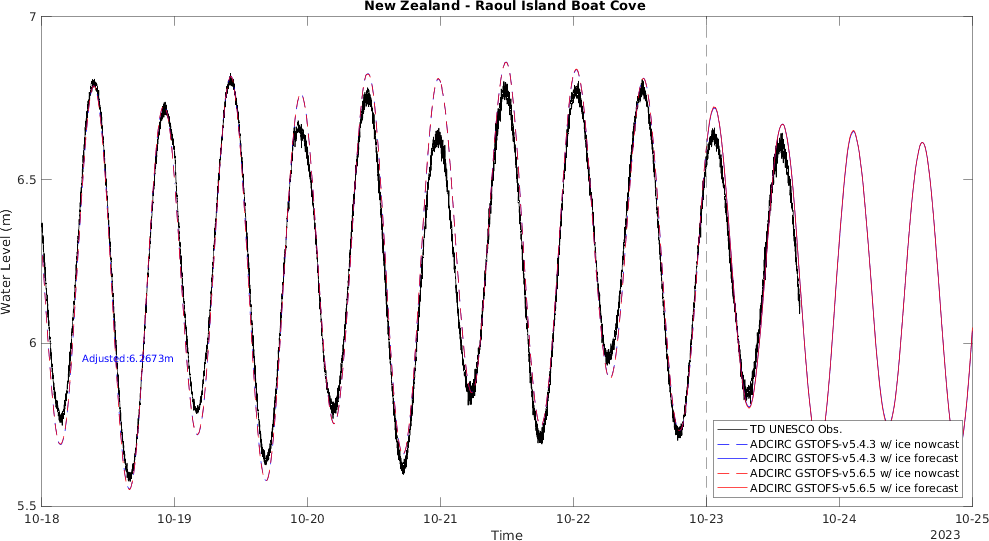 New Zealand - Raoul Island Boat Cove
Water Level (m)
7
6.5
6
5.5
Adjusted:6.2673m
TD UNESCO Obs.
ADCIRC GSTOFS-v5.4.3 w/ ice nowcast
ADCIRC GSTOFS-v5.4.3 w/ ice forecast
ADCIRC GSTOFS-v5.6.5 w/ ice nowcast
ADCIRC GSTOFS-v5.6.5 w/ ice forecast
10-18 10-19 10-20 10-21 10-22 10-23 10-24 10-25
Time
2023